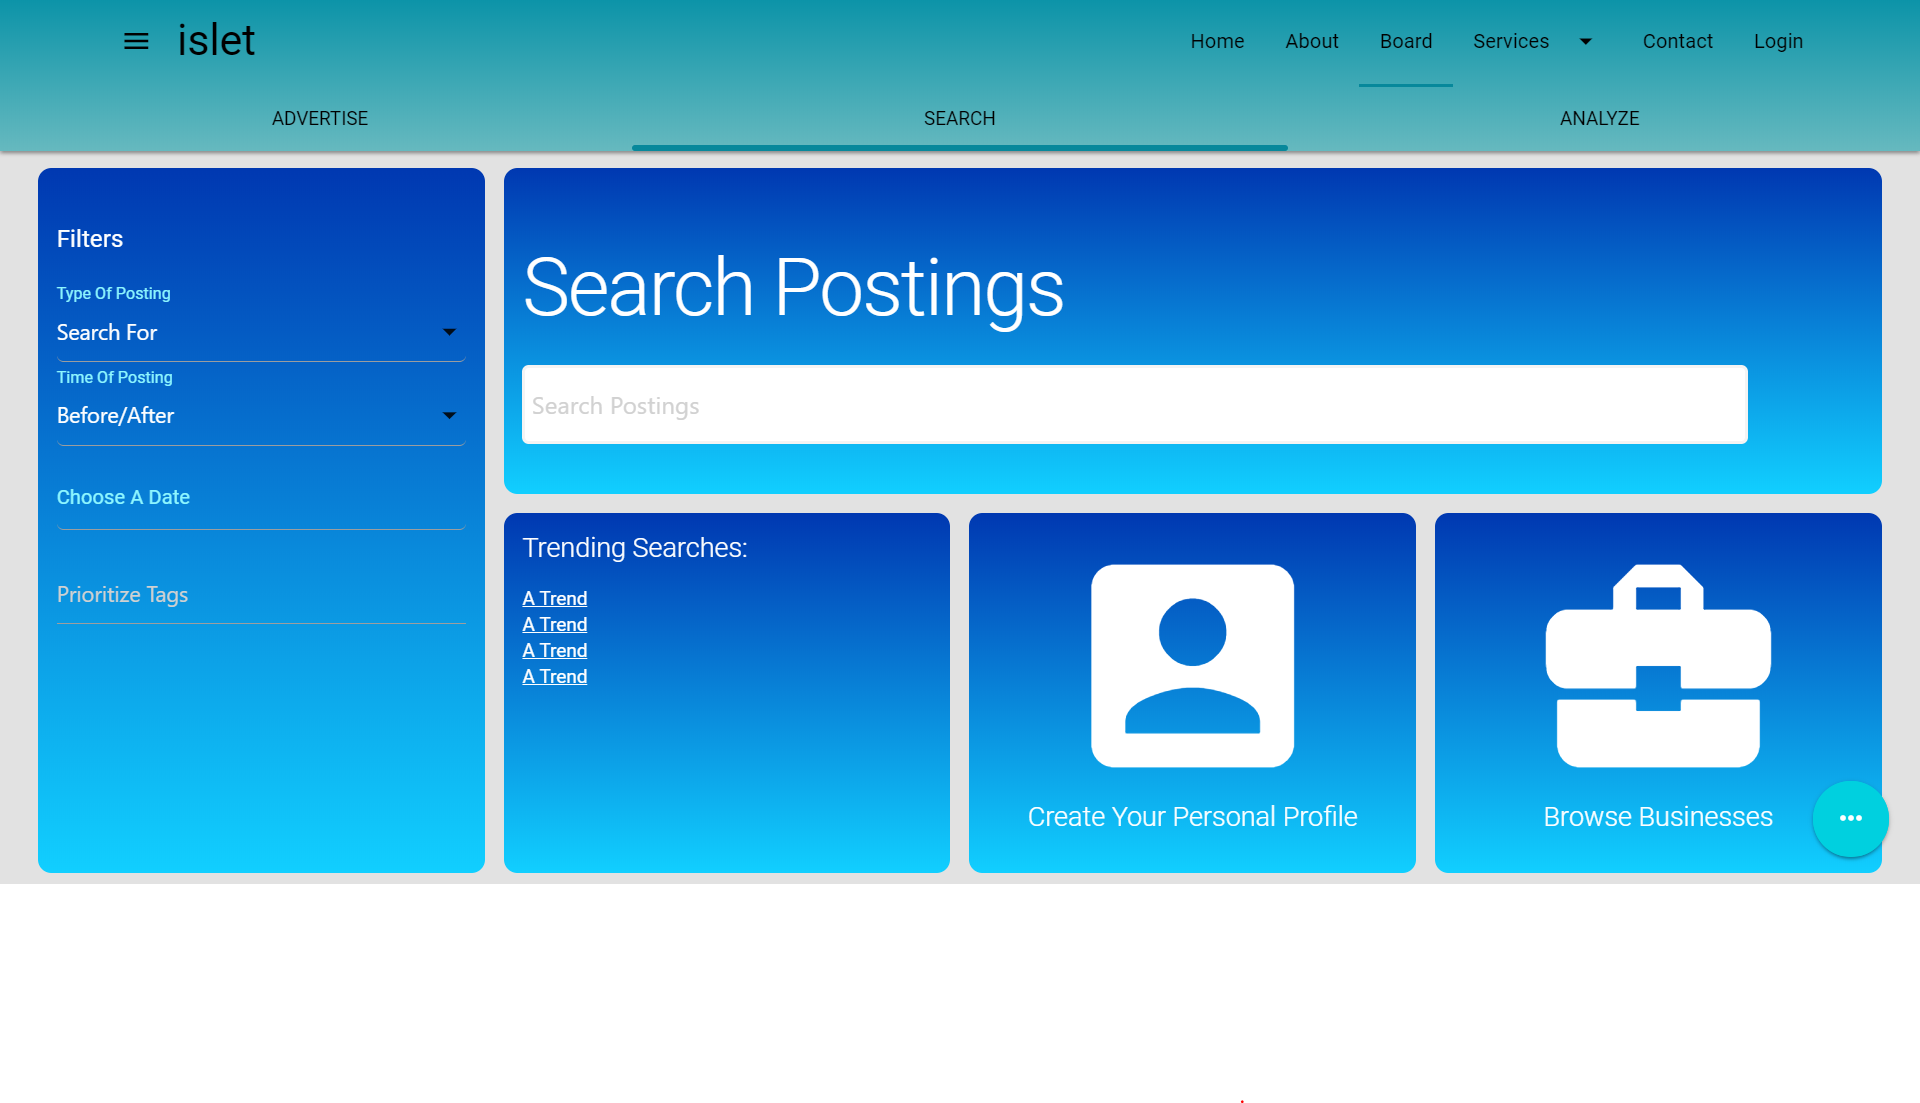 islet
Home About Board Services Contact Login
ADVERTISE SEARCH ANALYZE
Filters
Type Of Posting
Search For
Time Of Posting
Before/After
Choose A Date
Prioritize Tags
Search Postings
Search Postings
Trending Searches:
A Trend
A Trend
A Trend
A Trend
Create Your Personal Profile
Browse Businesses